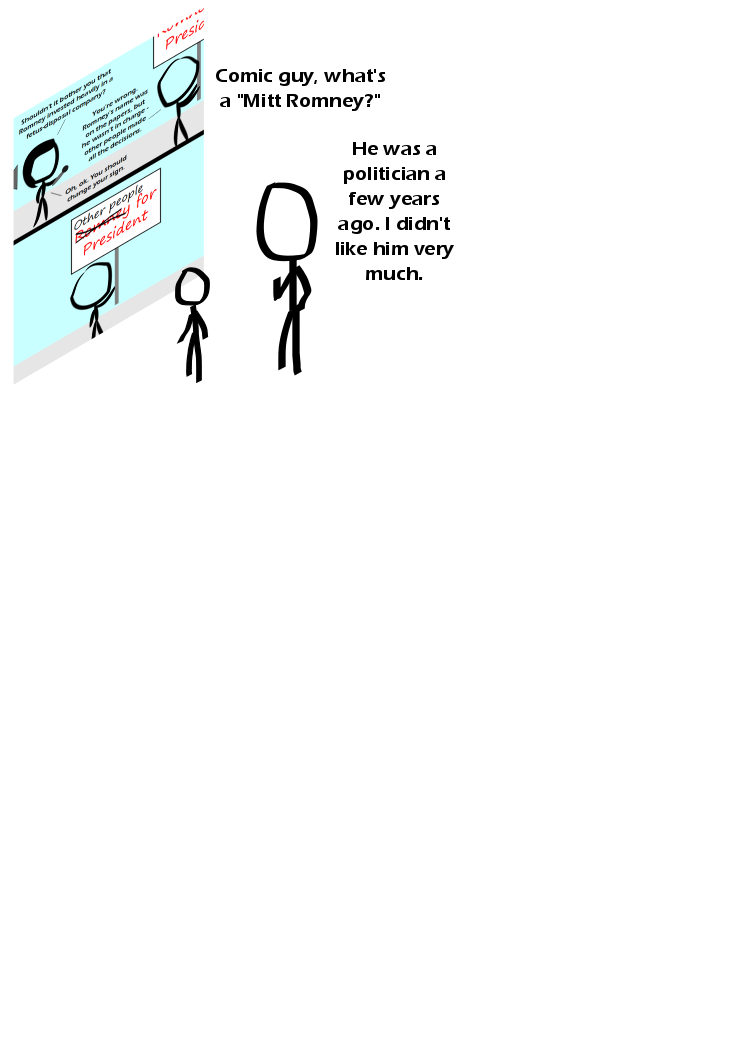 Presid
Shouldn't it bother you that
Romney invested heavily in a
fetus-disposal company?
You're wrong.
Romney's name was
on the papers, but
he wasn't in charge -
other people made
all the decisions.
Oh, ok. You should
change your sign.
Other people
Romney for
President
Comic guy, what's
a "Mitt Romney?"
He was a
politician a
few years
ago. I didn't
like him very
much.